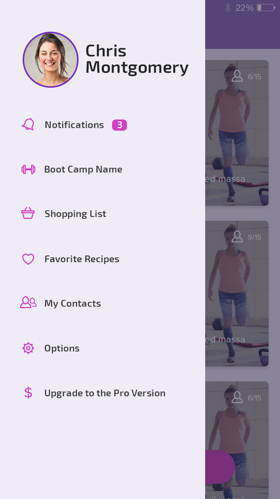 22%
Chris
Montgomery
6/15
Notifications 3
Boot Camp Name
ed massa
Shopping List
9/15
Favorite Recipes
My Contacts
ed massa
Options
Upgrade to the Pro Version
6/15